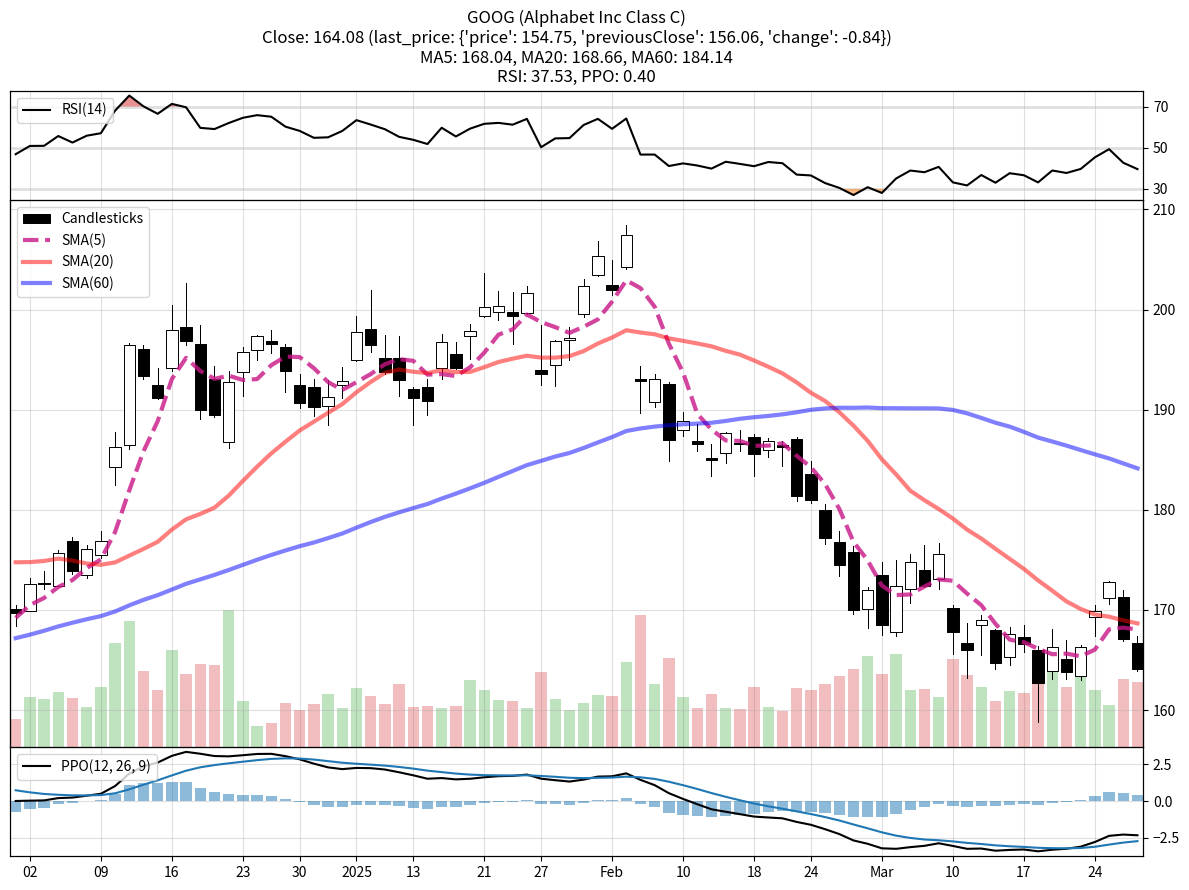 GOOG (Alphabet Inc Class C)
Close: 164.08 (last_price: {'price': 154.75, 'previousClose': 156.06, 'change': -0.84})
MA5: 168.04, MA20: 168.66, MA60: 184.14
RSI: 37.53, PPO: 0.40
RSI(14)
70
50
30
Candlesticks
SMA(5)
SMA(20)
SMA(60)
210
200
190
180
170
160
PPO(12, 26, 9)
2.5
0.0
−2.5
02 09 16 23 30 2025 13 21 27 Feb 10 18 24 Mar 10 17 24